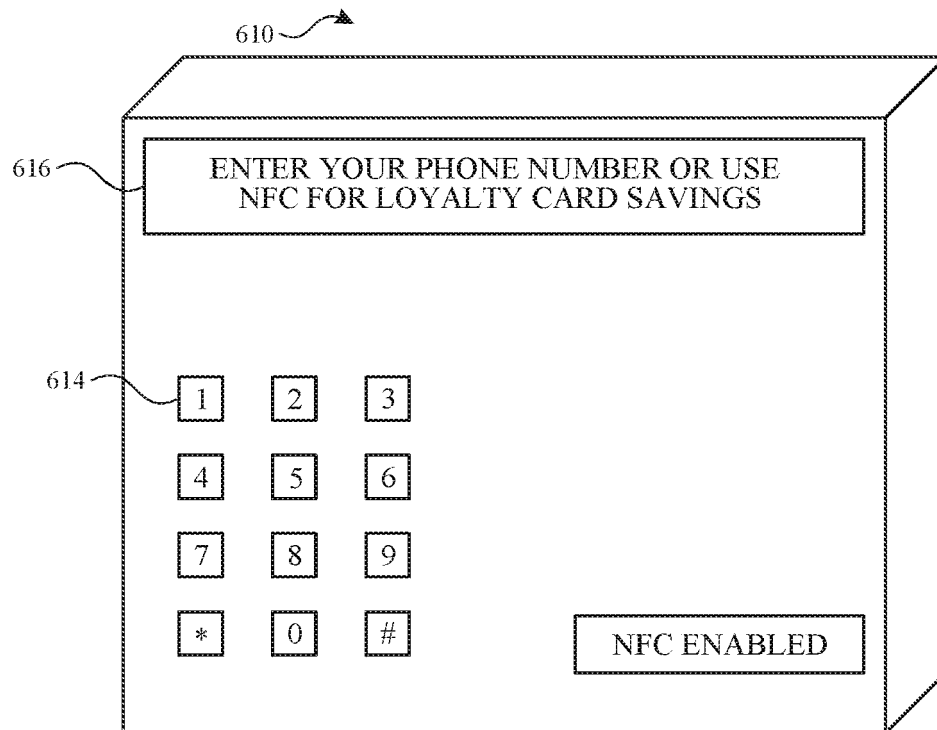 610
616
ENTER YOUR PHONE NUMBER OR USE
NFC FOR LOYALTY CARD SAVINGS
614
1 2 3
4 5 6
7 8 9
* 0 #
NFC ENABLED